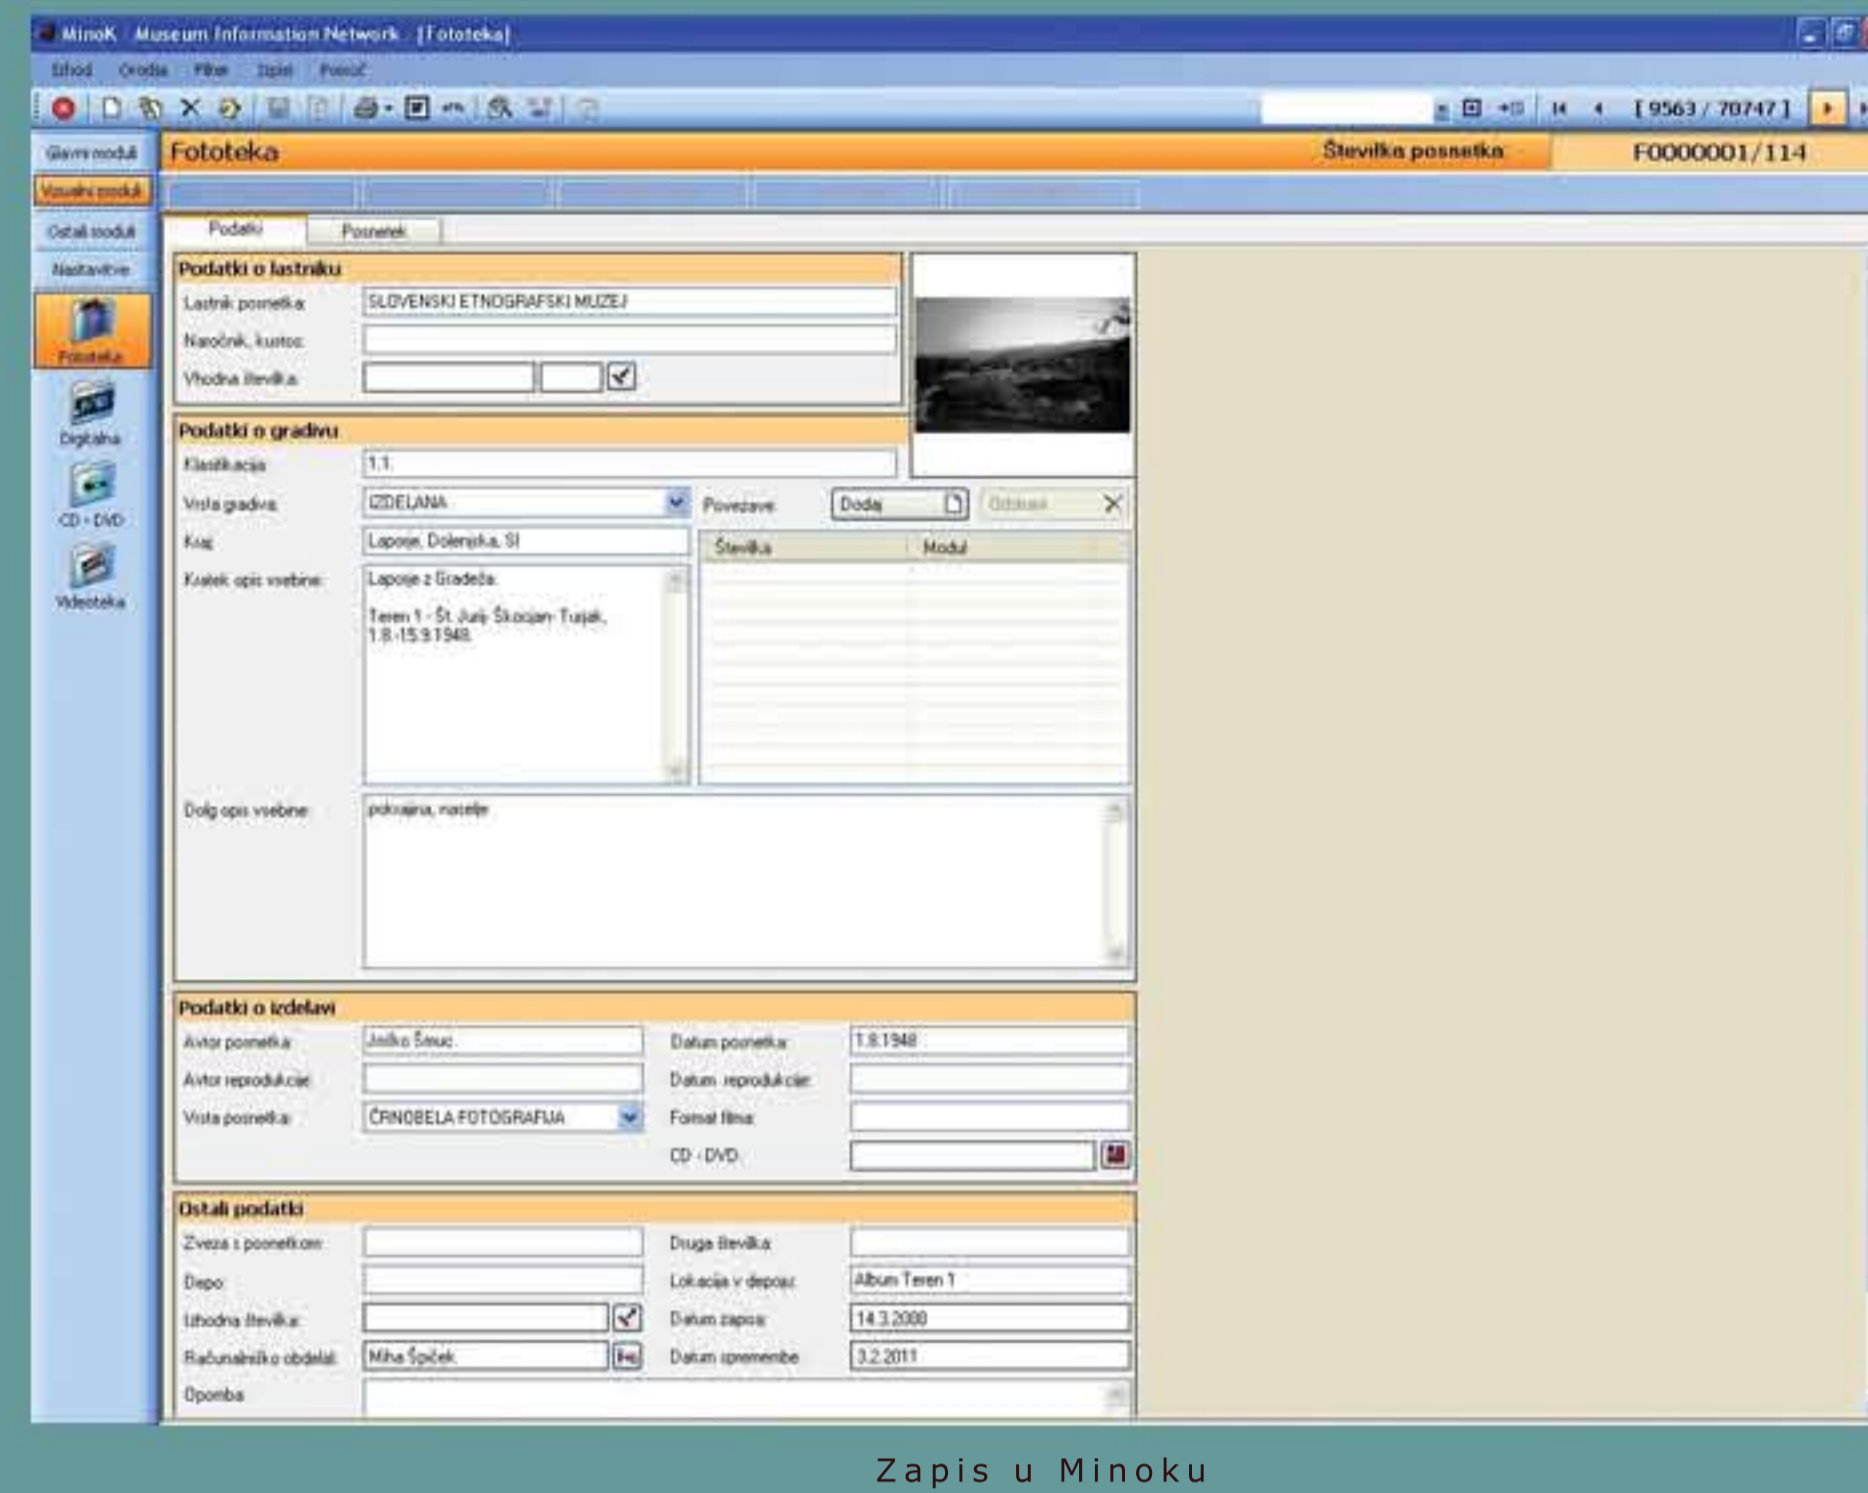 MinoK Museum Information Network [Fototeka]
Izhod Orodja Filter Izpisi Pomoč
[ 9563 / 70747 ]
Glavni moduli
Vizualni moduli
Ostali moduli
Nastavitve
Fototeka
Digitalna
CD - DVD
Videoteka
Fototeka Številka posnetka: F0000001/114
Podatki Posnetek
Podatki o lastniku
Lastnik posnetka: SLOVENSKI ETNOGRAFSKI MUZEJ
Naročnik, kustos:
Vhodna številka:
Podatki o gradivu
Klasifikacija: 1.1.
Vrsta gradiva: IZDELANA
Povezave: Dodaj Odstrani
Kraj: Laporje, Dolenjska, SI
Številka Modul
Kratek opis vsebine: Laporje z Gradeža.
Teren 1 - Št. Jurij- Škocjan- Turjak,
1.8.-15.9.1948.
Dolg opis vsebine: pokrajina, naselje
Podatki o izdelavi
Avtor posnetka: Joško Šmuc Datum posnetka: 1.8.1948
Avtor reprodukcije: Datum reprodukcije:
Vrsta posnetka: ČRNOBELA FOTOGRAFIJA Format filma:
CD - DVD:
Ostali podatki
Zveza s posnetkom: Druga številka:
Depo: Lokacija v depoju: Album Teren 1
Izhodna številka: Datum zapisa: 14.3.2008
Računalniško obdelal: Miha Špiček Datum spremembe: 3.2.2011
Opomba:
Zapis u Minoku